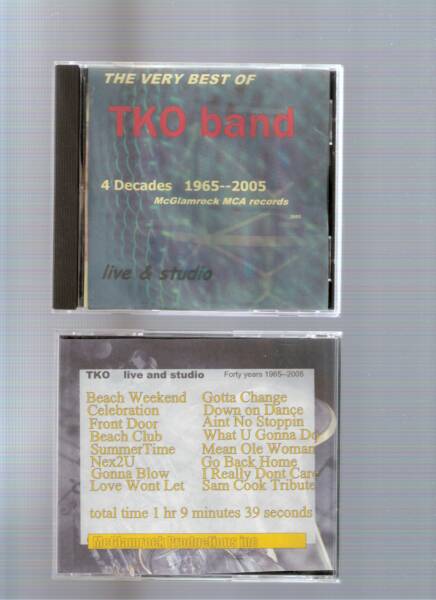 THE VERY BEST OF
TKO band
4 Decades 1965--2005
McGlamrock MCA records
live & studio
TKO live and studio Forty years 1965--2005
Beach Weekend Gotta Change
Celebration Down on Dance
Front Door Aint No Stoppin
Beach Club What U Gonna Do
SummerTime Mean Ole Woman
Nex2U Go Back Home
Gonna Blow I Really Dont Care
Love Wont Let Sam Cook Tribute
total time 1 hr 9 minutes 39 seconds
McGlamrock Productions inc